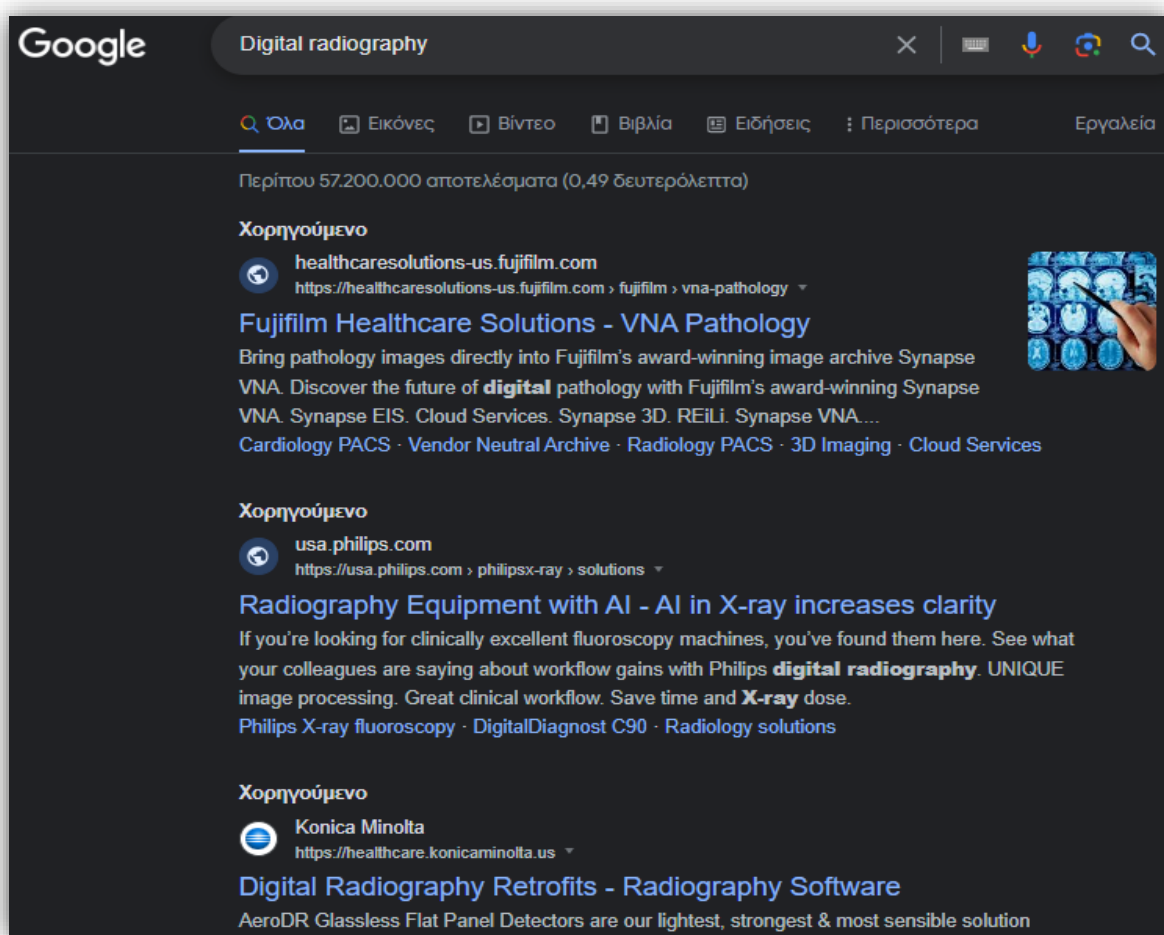 Google
Digital radiography
Όλα
Εικόνες
Βίντεο
Βιβλία
Ειδήσεις
Περισσότερα
Εργαλεία
Περίπου 57.200.000 αποτελέσματα (0,49 δευτερόλεπτα)
Χορηγούμενο
healthcaresolutions-us.fujifilm.com
https://healthcaresolutions-us.fujifilm.com › fujifilm › vna-pathology
Fujifilm Healthcare Solutions - VNA Pathology
Bring pathology images directly into Fujifilm’s award-winning image archive Synapse
VNA. Discover the future of digital pathology with Fujifilm’s award-winning Synapse
VNA. Synapse EIS. Cloud Services. Synapse 3D. REiLi. Synapse VNA....
Cardiology PACS · Vendor Neutral Archive · Radiology PACS · 3D Imaging · Cloud Services
Χορηγούμενο
usa.philips.com
https://usa.philips.com › philipsx-ray › solutions
Radiography Equipment with AI - AI in X-ray increases clarity
If you’re looking for clinically excellent fluoroscopy machines, you’ve found them here. See what
your colleagues are saying about workflow gains with Philips digital radiography. UNIQUE
image processing. Great clinical workflow. Save time and X-ray dose.
Philips X-ray fluoroscopy · DigitalDiagnost C90 · Radiology solutions
Χορηγούμενο
Konica Minolta
https://healthcare.konicaminolta.us
Digital Radiography Retrofits - Radiography Software
AeroDR Glassless Flat Panel Detectors are our lightest, strongest & most sensible solution